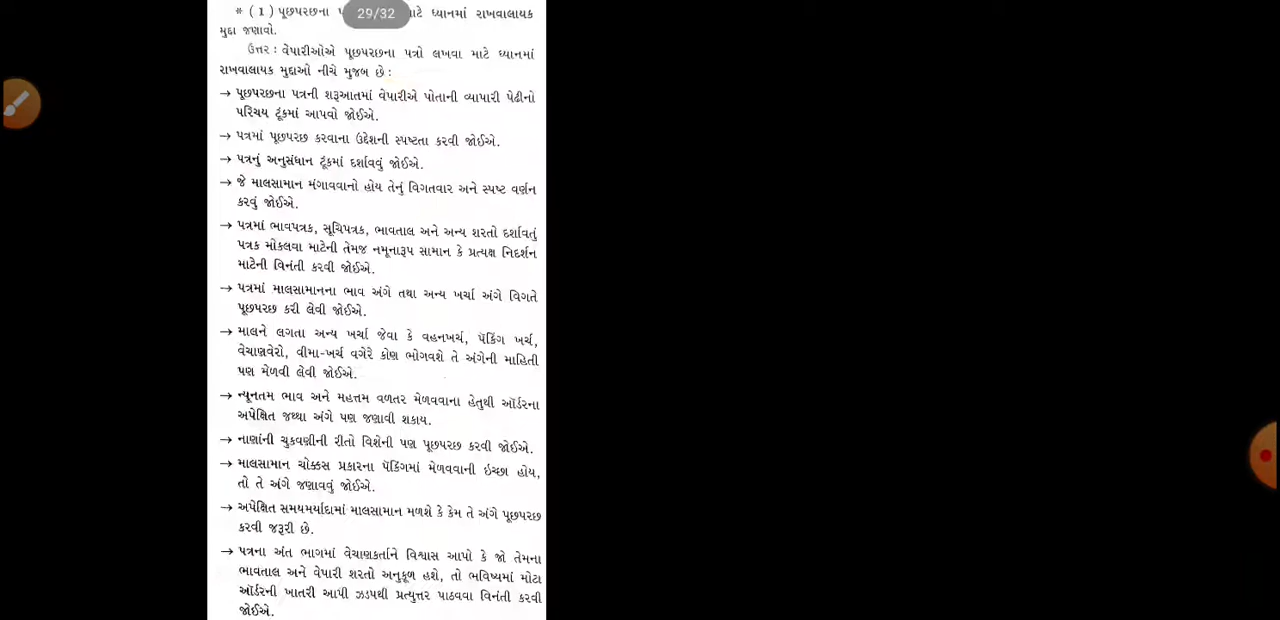 * ( 1 ) પૂછપરછના 29/32 માટે ધ્યાનમાં રાખવાલાયક
મુદ્દા જણાવો.
ઉત્તર : વેપારીઓએ પૂછપરછના પત્રો લખવા માટે ધ્યાનમાં
રાખવાલાયક મુદ્દાઓ નીચે મુજબ છે :
→ પૂછપરછના પત્રની શરૂઆતમાં વેપારીએ પોતાની વ્યાપારી પેઢીનો
પરિચય ટૂંકમાં આપવો જોઈએ.
→ પત્રમાં પૂછપરછ કરવાના ઉદ્દેશની સ્પષ્ટતા કરવી જોઈએ.
→ પત્રનું અનુસંધાન ટૂંકમાં દર્શાવવું જોઈએ.
→ જે માલસામાન મંગાવવાનો હોય તેનું વિગતવાર અને સ્પષ્ટ વર્ણન
કરવું જોઈએ.
→ પત્રમાં ભાવપત્રક, સૂચિપત્રક, ભાવતાલ અને અન્ય શરતો દર્શાવતું
પત્રક મોકલવા માટેની તેમજ નમૂનારૂપ સામાન કે પ્રત્યક્ષ નિદર્શન
માટેની વિનંતી કરવી જોઈએ.
→ પત્રમાં માલસામાનના ભાવ અંગે તથા અન્ય ખર્ચા અંગે વિગતે
પૂછપરછ કરી લેવી જોઈએ.
→ માલને લગતા અન્ય ખર્ચા જેવા કે વહનખર્ચ, પૅકિંગ ખર્ચ,
વેચાણવેરો, વીમા-ખર્ચ વગેરે કોણ ભોગવશે તે અંગેની માહિતી
પણ મેળવી લેવી જોઈએ.
→ ન્યૂનતમ ભાવ અને મહત્તમ વળતર મેળવવાના હેતુથી ઑર્ડરના
અપેક્ષિત જથ્થા અંગે પણ જણાવી શકાય.
→ નાણાંની ચુકવણીની રીતો વિશેની પણ પૂછપરછ કરવી જોઈએ.
→ માલસામાન ચોક્કસ પ્રકારના પૅકિંગમાં મેળવવાની ઇચ્છા હોય,
તો તે અંગે જણાવવું જોઈએ.
→ અપેક્ષિત સમયમર્યાદામાં માલસામાન મળશે કે કેમ તે અંગે પૂછપરછ
કરવી જરૂરી છે.
→ પત્રના અંત ભાગમાં વેચાણકર્તાને વિશ્વાસ આપો કે જો તેમના
ભાવતાલ અને વેપારી શરતો અનુકૂળ હશે, તો ભવિષ્યમાં મોટા
ઑર્ડરની ખાતરી આપી ઝડપથી પ્રત્યુત્તર પાઠવવા વિનંતી કરવી
જોઈએ.